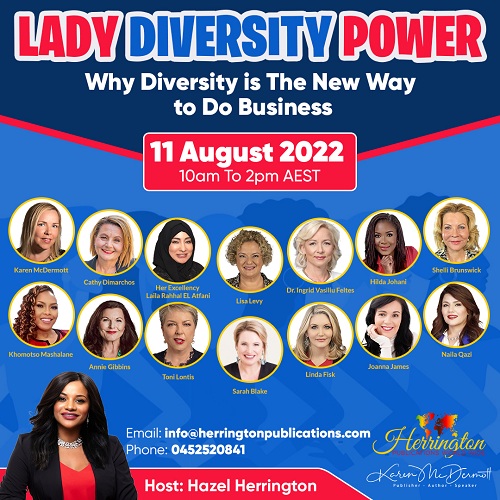 LADY DIVERSITY POWER
Why Diversity is The New Way
to Do Business
11 August 2022
10am To 2pm AEST
Karen McDermott
Cathy Dimarchos
Her Excellency
Laila Rahhal EL Atfani
Lisa Levy
Dr. Ingrid Vasiliu Feltes
Hilda Johani
Shelli Brunswick
Khomotso Mashalane
Annie Gibbins
Toni Lontis
Sarah Blake
Linda Fisk
Joanna James
Naila Qazi
Email: info@herringtonpublications.com
Phone: 0452520841
Herrington
Karen McDermott
Publisher - Author - Speaker
Host: Hazel Herrington